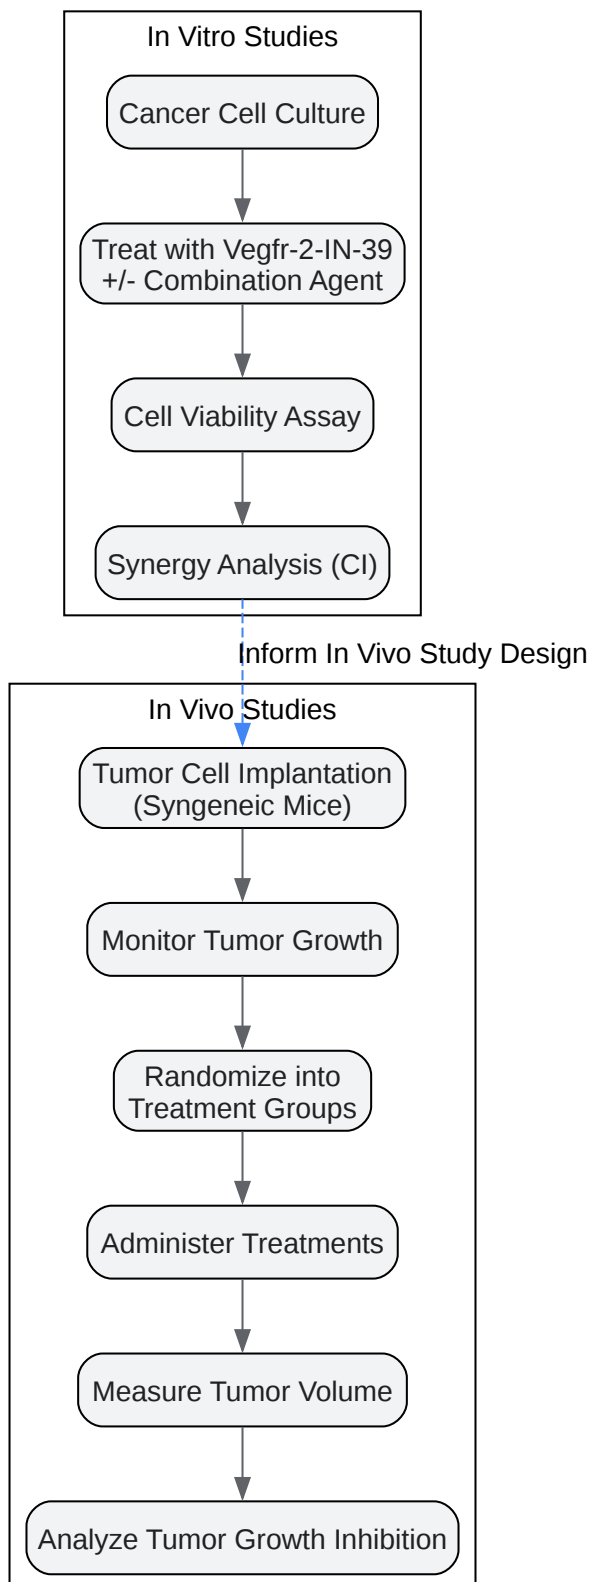 In Vitro Studies
Cancer Cell Culture
Treat with Vegfr-2-IN-39
+/- Combination Agent
Cell Viability Assay
Synergy Analysis (CI)
Inform In Vivo Study Design
In Vivo Studies
Tumor Cell Implantation
(Syngeneic Mice)
Monitor Tumor Growth
Randomize into
Treatment Groups
Administer Treatments
Measure Tumor Volume
Analyze Tumor Growth Inhibition